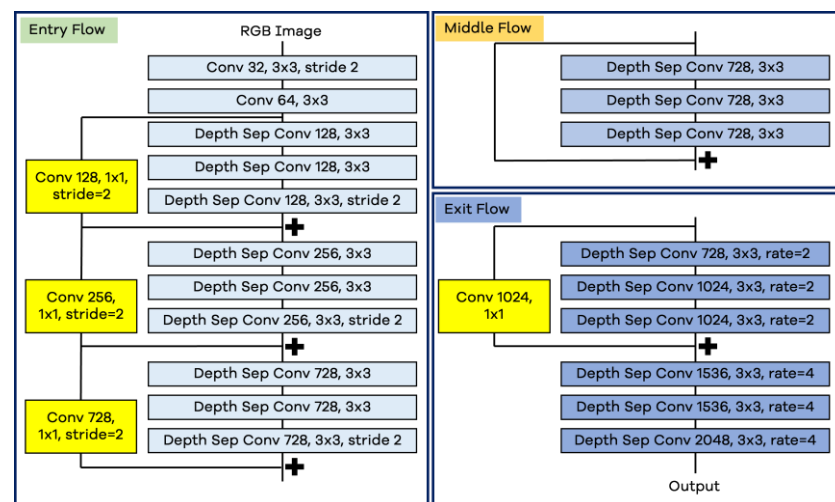 Entry Flow
RGB Image
Conv 32, 3x3, stride 2
Conv 64, 3x3
Depth Sep Conv 128, 3x3
Depth Sep Conv 128, 3x3
Depth Sep Conv 128, 3x3, stride 2
Conv 128, 1x1,
stride=2
Depth Sep Conv 256, 3x3
Depth Sep Conv 256, 3x3
Depth Sep Conv 256, 3x3, stride 2
Conv 256,
1x1, stride=2
Depth Sep Conv 728, 3x3
Depth Sep Conv 728, 3x3
Depth Sep Conv 728, 3x3, stride 2
Conv 728,
1x1, stride=2
Middle Flow
Depth Sep Conv 728, 3x3
Depth Sep Conv 728, 3x3
Depth Sep Conv 728, 3x3
Exit Flow
Depth Sep Conv 728, 3x3, rate=2
Depth Sep Conv 1024, 3x3, rate=2
Depth Sep Conv 1024, 3x3, rate=2
Conv 1024,
1x1
Depth Sep Conv 1536, 3x3, rate=4
Depth Sep Conv 1536, 3x3, rate=4
Depth Sep Conv 2048, 3x3, rate=4
Output